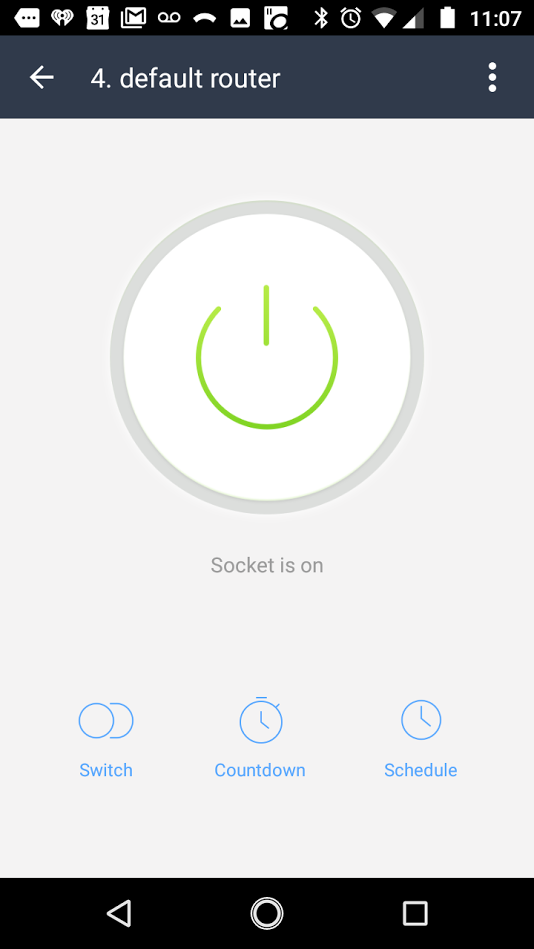 31
11:07
4. default router
Socket is on
Switch
Countdown
Schedule